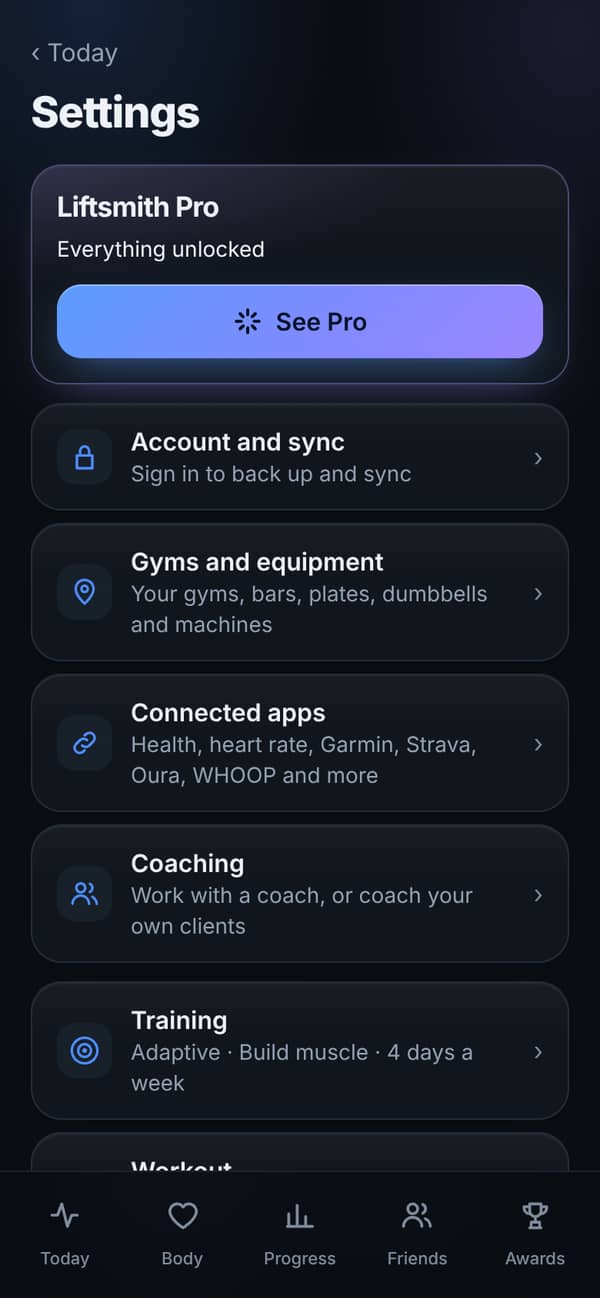 ‹ Today
Settings
Liftsmith Pro
Everything unlocked
See Pro
Account and sync
Sign in to back up and sync
Gyms and equipment
Your gyms, bars, plates, dumbbells
and machines
Connected apps
Health, heart rate, Garmin, Strava,
Oura, WHOOP and more
Coaching
Work with a coach, or coach your
own clients
Training
Adaptive · Build muscle · 4 days a
week
Workout
Today
Body
Progress
Friends
Awards